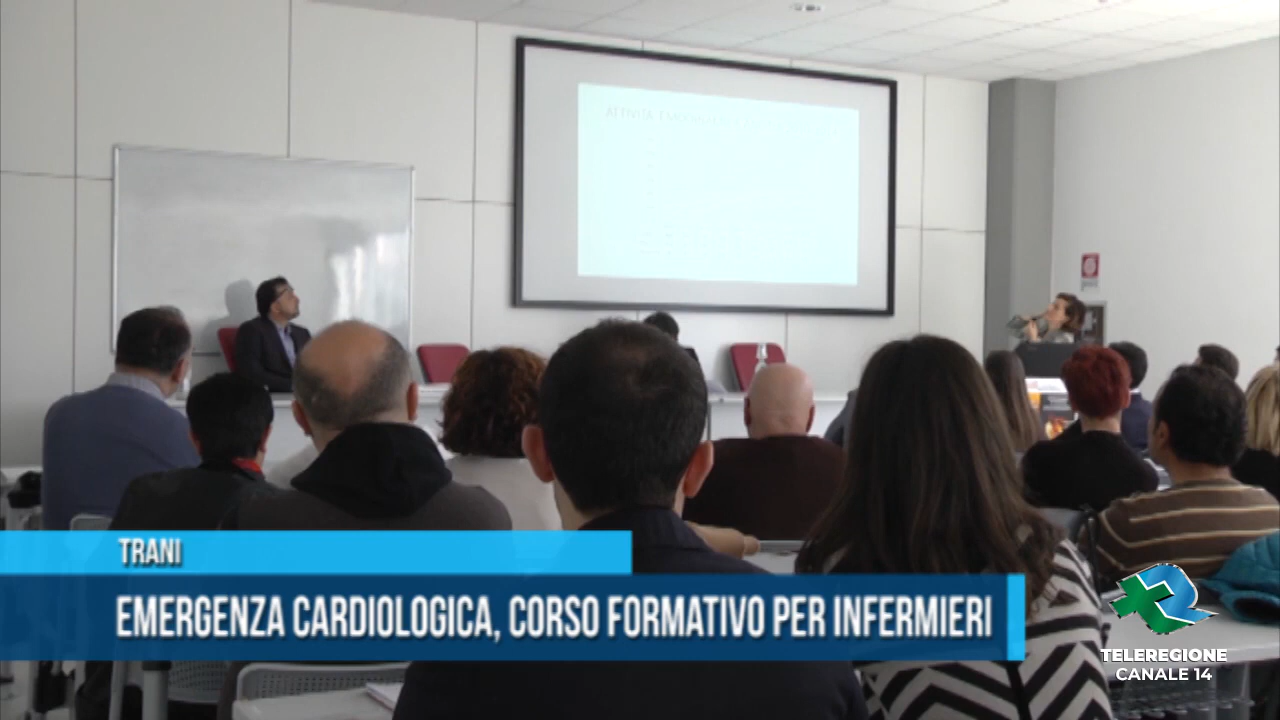 TRANI
EMERGENZA CARDIOLOGICA, CORSO FORMATIVO PER INFERMIERI
TELEREGIONE
CANALE 14